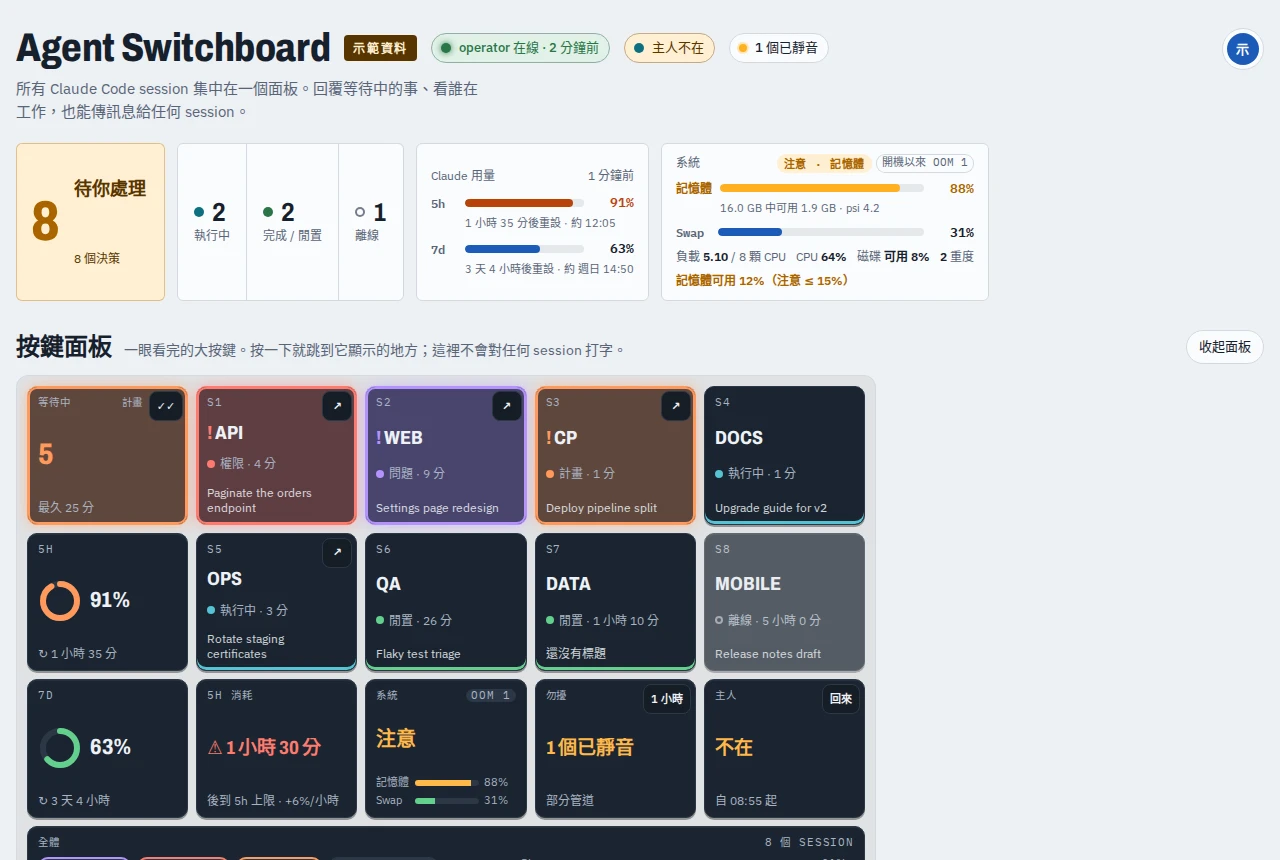 Agent Switchboard 示範資料 operator 在線 · 2 分鐘前 主人不在 1 個已靜音 示
所有 Claude Code session 集中在一個面板。回覆等待中的事、看誰在
工作，也能傳訊息給任何 session。
待你處理
8
8 個決策
2
執行中
2
完成 / 閒置
1
離線
Claude 用量 1 分鐘前
5h 91%
1 小時 35 分後重設 · 約 12:05
7d 63%
3 天 4 小時後重設 · 約 週日 14:50
系統 注意 · 記憶體 開機以來 OOM 1
記憶體 88%
16.0 GB 中可用 1.9 GB · psi 4.2
Swap 31%
負載 5.10 / 8 顆 CPU CPU 64% 磁碟 可用 8% 2 重度
記憶體可用 12%（注意 ≤ 15%）
按鍵面板 一眼看完的大按鍵。按一下就跳到它顯示的地方；這裡不會對任何 session 打字。 收起面板
等待中 計畫 ✓✓
5
最久 25 分
S1 ↗
!API
權限 · 4 分
Paginate the orders
endpoint
S2 ↗
!WEB
問題 · 9 分
Settings page redesign
S3 ↗
!CP
計畫 · 1 分
Deploy pipeline split
S4
DOCS
執行中 · 1 分
Upgrade guide for v2
5H
91%
↻ 1 小時 35 分
S5 ↗
OPS
執行中 · 3 分
Rotate staging
certificates
S6
QA
閒置 · 26 分
Flaky test triage
S7
DATA
閒置 · 1 小時 10 分
還沒有標題
S8
MOBILE
離線 · 5 小時 0 分
Release notes draft
7D
63%
↻ 3 天 4 小時
5H 消耗
⚠ 1 小時 30 分
後到 5h 上限 · +6%/小時
系統 OOM 1
注意
記憶體 88%
Swap 31%
勿擾 1 小時
1 個已靜音
部分管道
主人 回來
不在
自 08:55 起
全體 8 個 SESSION